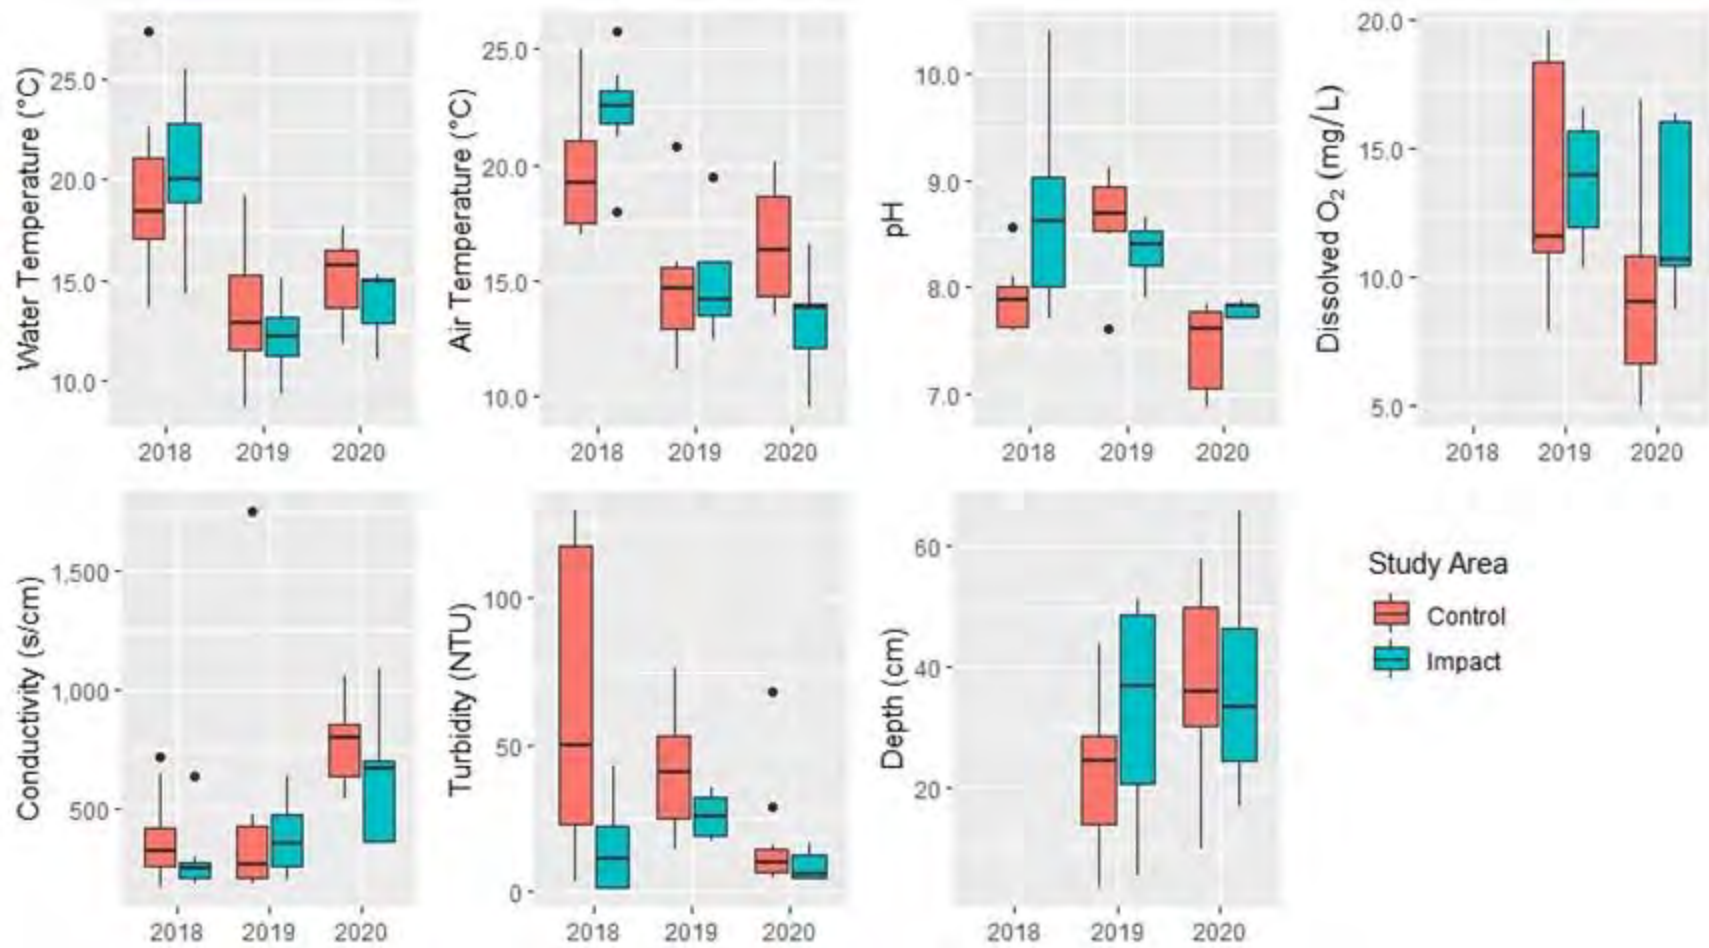 Water Temperature (°C)
25.0
20.0
15.0
10.0
2018 2019 2020
Air Temperature (°C)
25.0
20.0
15.0
10.0
2018 2019 2020
pH
10.0
9.0
8.0
7.0
2018 2019 2020
Dissolved O₂ (mg/L)
20.0
15.0
10.0
5.0
2018 2019 2020
Conductivity (s/cm)
1,500
1,000
500
2018 2019 2020
Turbidity (NTU)
100
50
0
2018 2019 2020
Depth (cm)
60
40
20
2018 2019 2020
Study Area
Control
Impact